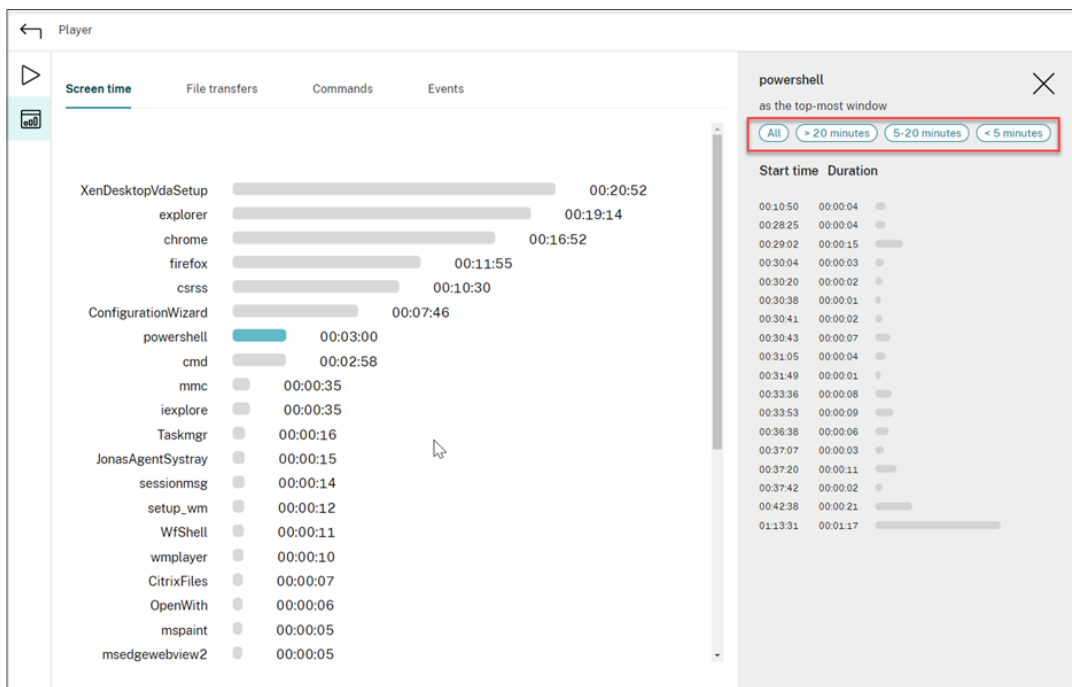 Player
Screen time File transfers Commands Events
XenDesktopVdaSetup 00:20:52
explorer 00:19:14
chrome 00:16:52
firefox 00:11:55
csrss 00:10:30
ConfigurationWizard 00:07:46
powershell 00:03:00
cmd 00:02:58
mmc 00:00:35
iexplore 00:00:35
Taskmgr 00:00:16
JonasAgentSystray 00:00:15
sessionmsg 00:00:14
setup_wm 00:00:12
WfShell 00:00:11
wmplayer 00:00:10
CitrixFiles 00:00:07
OpenWith 00:00:06
mspaint 00:00:05
msedgewebview2 00:00:05
powershell
as the top-most window
All > 20 minutes 5-20 minutes < 5 minutes
Start time Duration
00:10:50 00:00:04
00:28:25 00:00:04
00:29:02 00:00:15
00:30:04 00:00:03
00:30:20 00:00:02
00:30:38 00:00:01
00:30:41 00:00:02
00:30:43 00:00:07
00:31:05 00:00:04
00:31:49 00:00:01
00:33:36 00:00:08
00:33:53 00:00:09
00:36:38 00:00:06
00:37:07 00:00:03
00:37:20 00:00:11
00:37:42 00:00:02
00:42:38 00:00:21
01:13:31 00:01:17